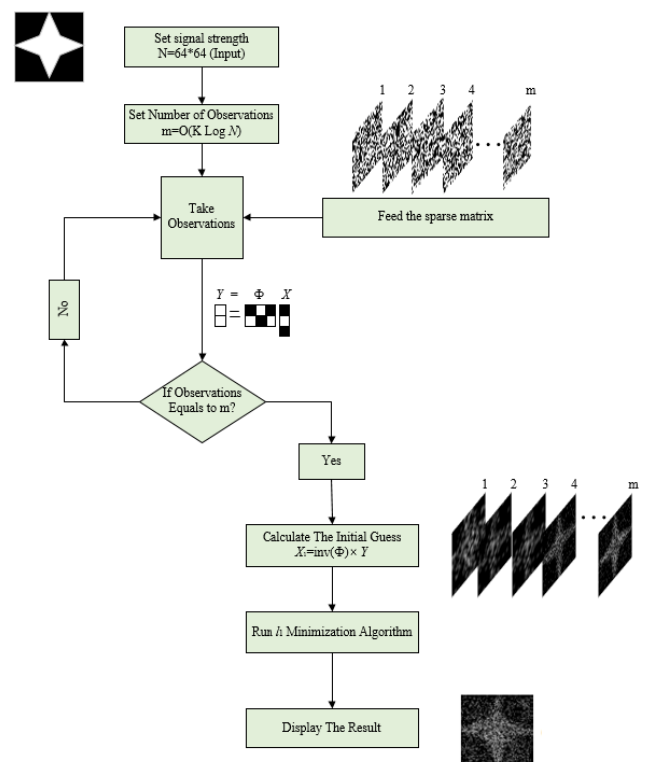 Set signal strength
N=64*64 (Input)
Set Number of Observations
m=O(K Log N)
1 2 3 4 m
Take
Observations
Feed the sparse matrix
Y = Φ X
=
No
If Observations
Equals to m?
Yes
1 2 3 4 m
Calculate The Initial Guess
Xᵢ=inv(Φ)× Y
Run l₁ Minimization Algorithm
Display The Result